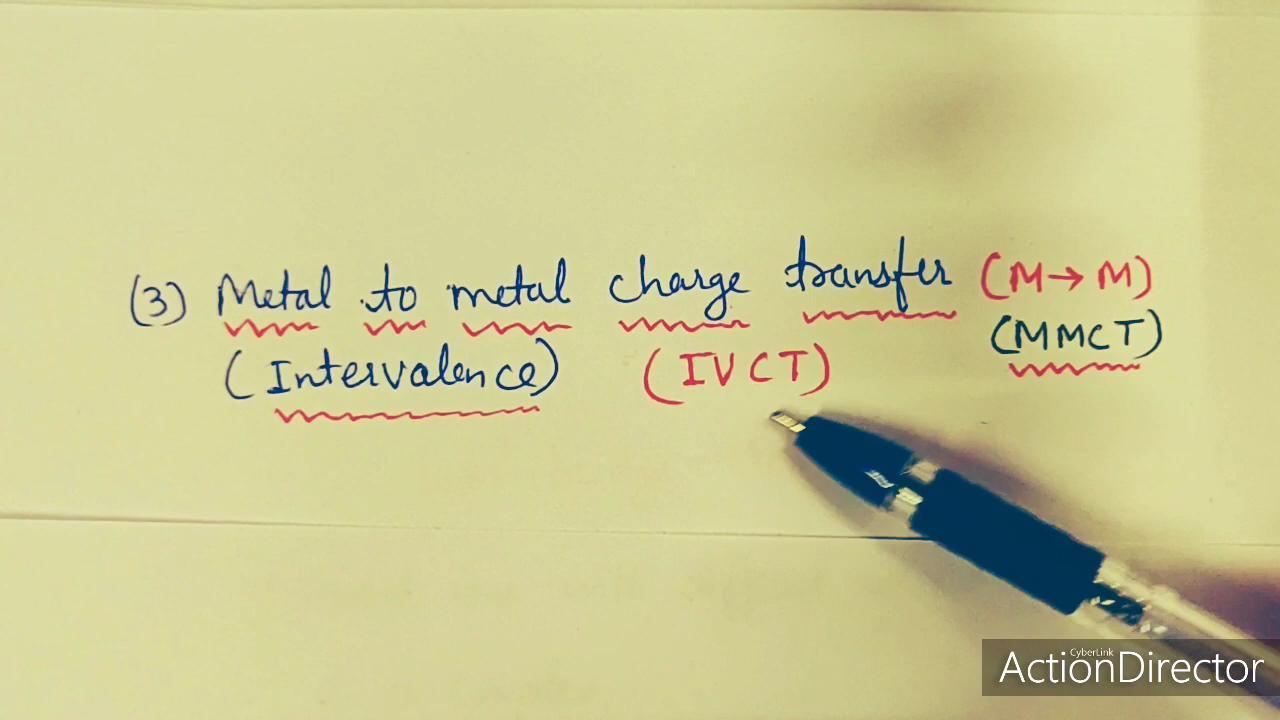 (3) Metal to metal charge transfer (M→M)
(MMCT)
(Intervalence) (IVCT)
CyberLink
ActionDirector